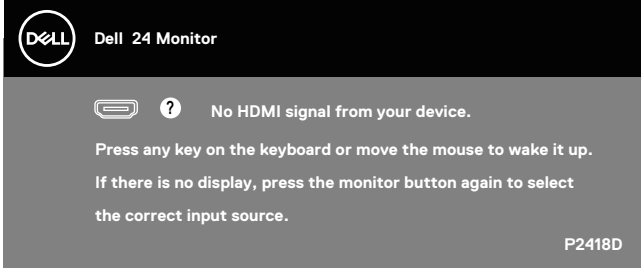 DELL Dell 24 Monitor
? No HDMI signal from your device.
Press any key on the keyboard or move the mouse to wake it up.
If there is no display, press the monitor button again to select
the correct input source.
P2418D